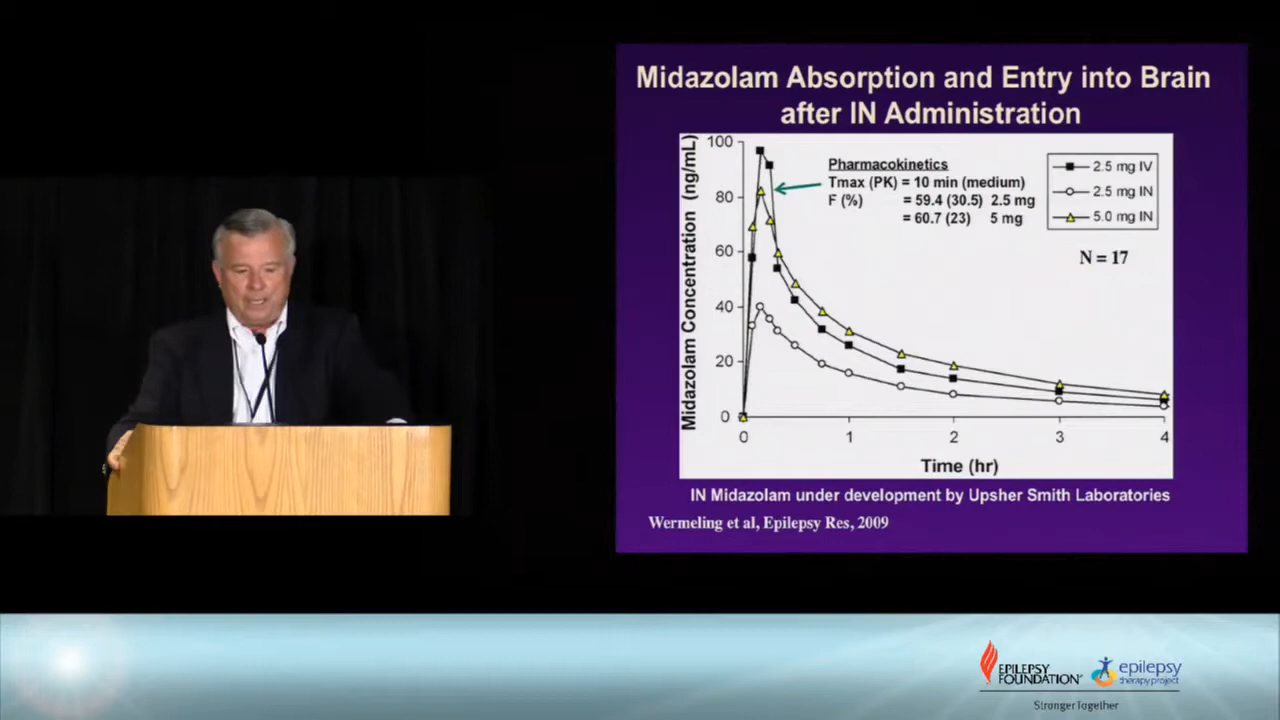 Midazolam Absorption and Entry into Brain
after IN Administration
Midazolam Concentration (ng/mL)
100
80
60
40
20
0
Pharmacokinetics
Tmax (PK) = 10 min (medium)
F (%) = 59.4 (30.5) 2.5 mg
= 60.7 (23) 5 mg
2.5 mg IV
2.5 mg IN
5.0 mg IN
N = 17
0 1 2 3 4
Time (hr)
IN Midazolam under development by Upsher Smith Laboratories
Wermeling et al, Epilepsy Res, 2009
EPILEPSY
FOUNDATION
epilepsy
therapy project
Stronger Together